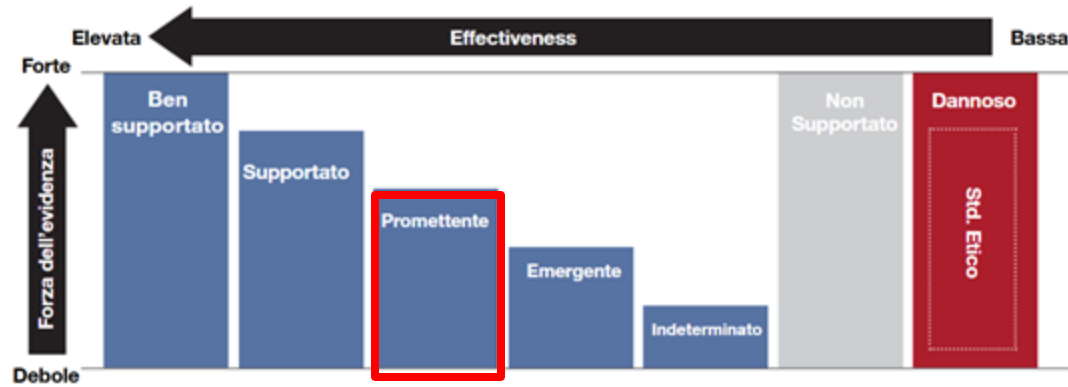 Elevata
Effectiveness
Bassa
Forte
Forza dell'evidenza
Debole
Ben
supportato
Supportato
Promettente
Emergente
Indeterminato
Non
Supportato
Dannoso
Std. Etico